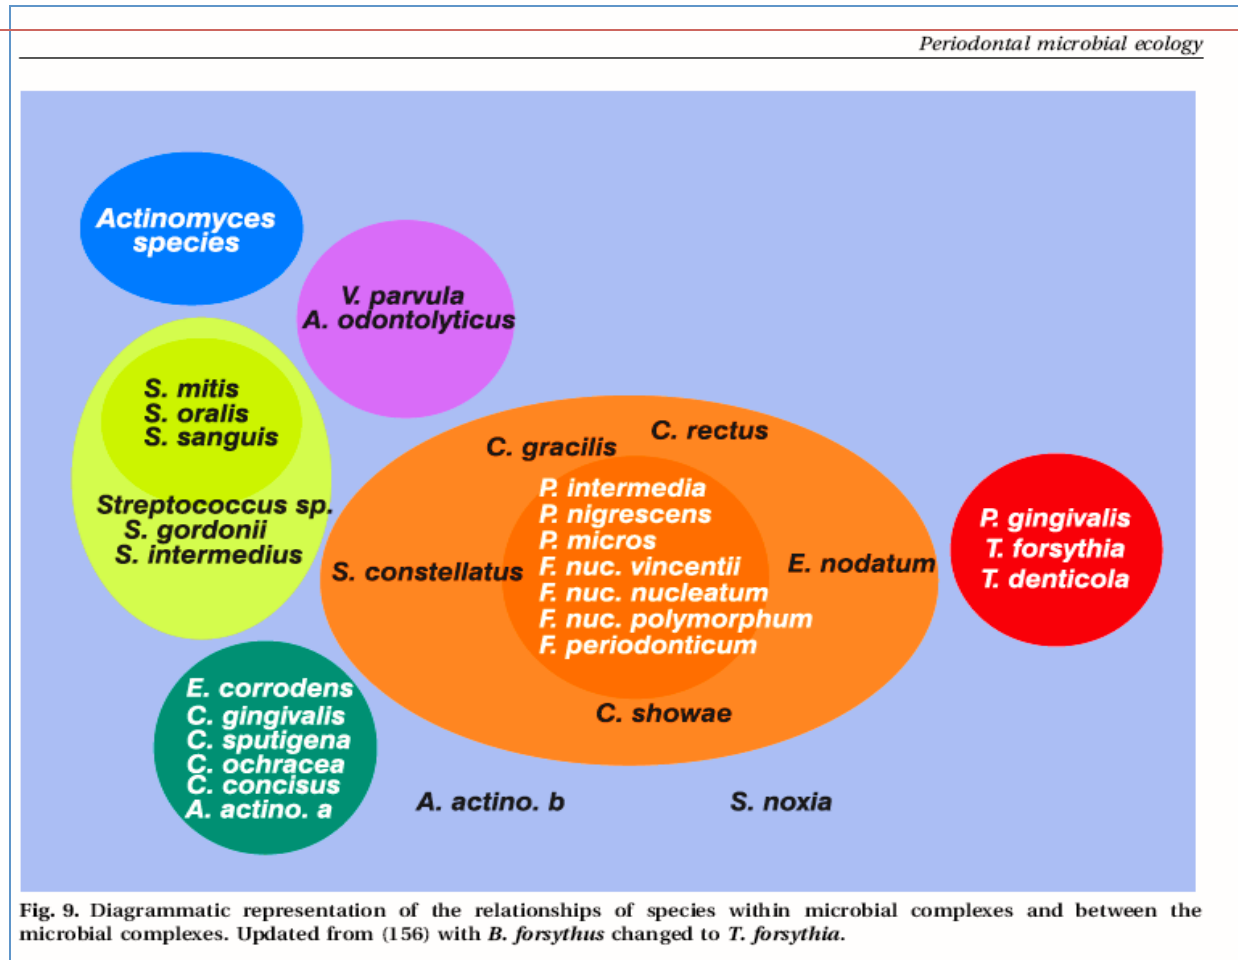 Periodontal microbial ecology
Actinomyces
species
V. parvula
A. odontolyticus
S. mitis
S. oralis
S. sanguis
Streptococcus sp.
S. gordonii
S. intermedius
C. gracilis
C. rectus
P. intermedia
P. nigrescens
P. micros
F. nuc. vincentii
F. nuc. nucleatum
F. nuc. polymorphum
F. periodonticum
S. constellatus
E. nodatum
C. showae
P. gingivalis
T. forsythia
T. denticola
E. corrodens
C. gingivalis
C. sputigena
C. ochracea
C. concisus
A. actino. a
A. actino. b
S. noxia
Fig. 9. Diagrammatic representation of the relationships of species within microbial complexes and between the
microbial complexes. Updated from (156) with B. forsythus changed to T. forsythia.